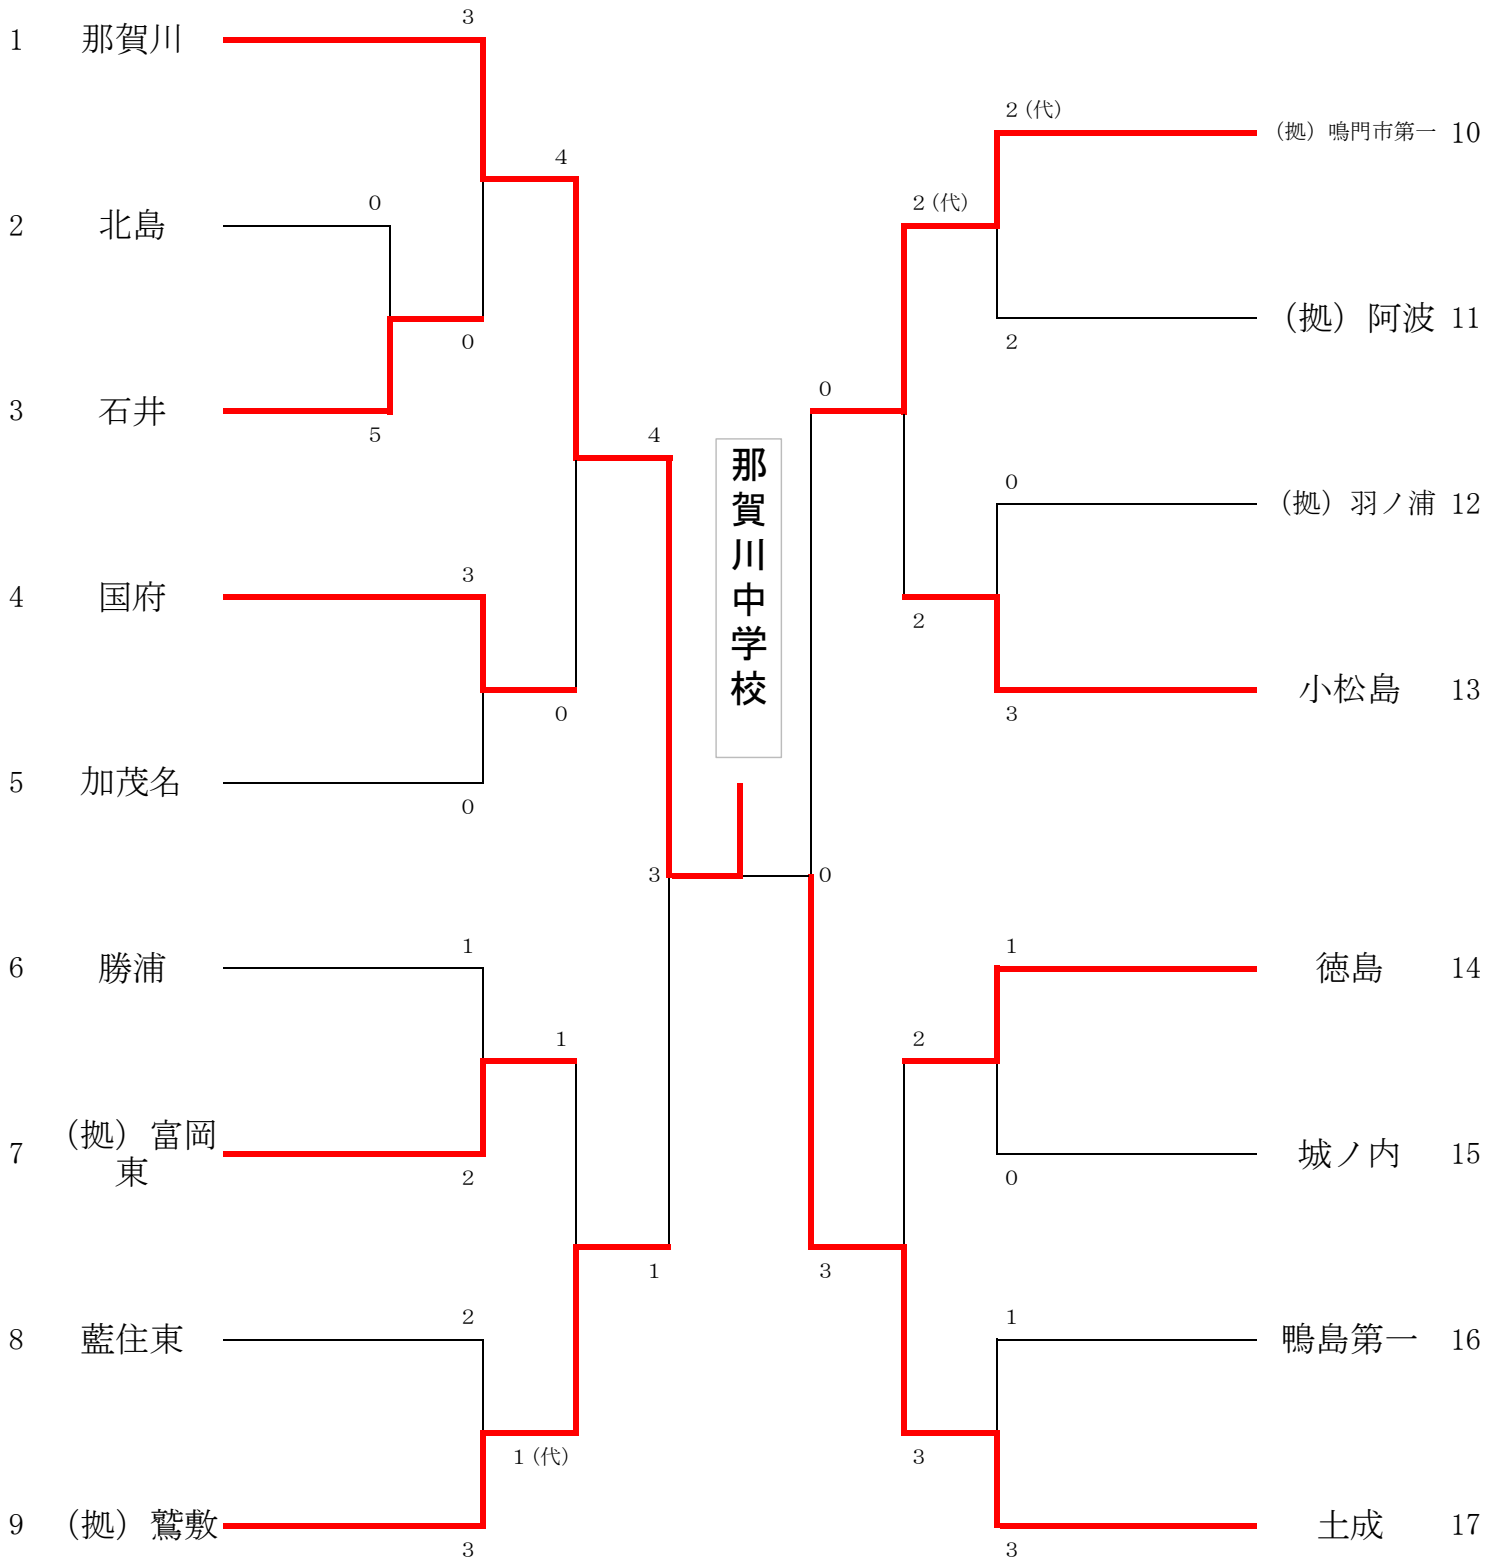 3
1 那賀川
2 (代)
(拠) 鳴門市第一 10
4
0
2 (代)
2 北島
(拠) 阿波 11
0
2
0
3 石井
5
4
那賀川中学校
0
(拠) 羽ノ浦 12
3
4 国府
2
小松島 13
0
3
5 加茂名
0
3
0
1
1
6 勝浦
徳島 14
1
2
(拠) 富岡
東
7
城ノ内 15
2
0
1
3
2
1
8 藍住東
鴨島第一 16
1 (代)
3
9 (拠) 鷲敷
土成 17
3
3